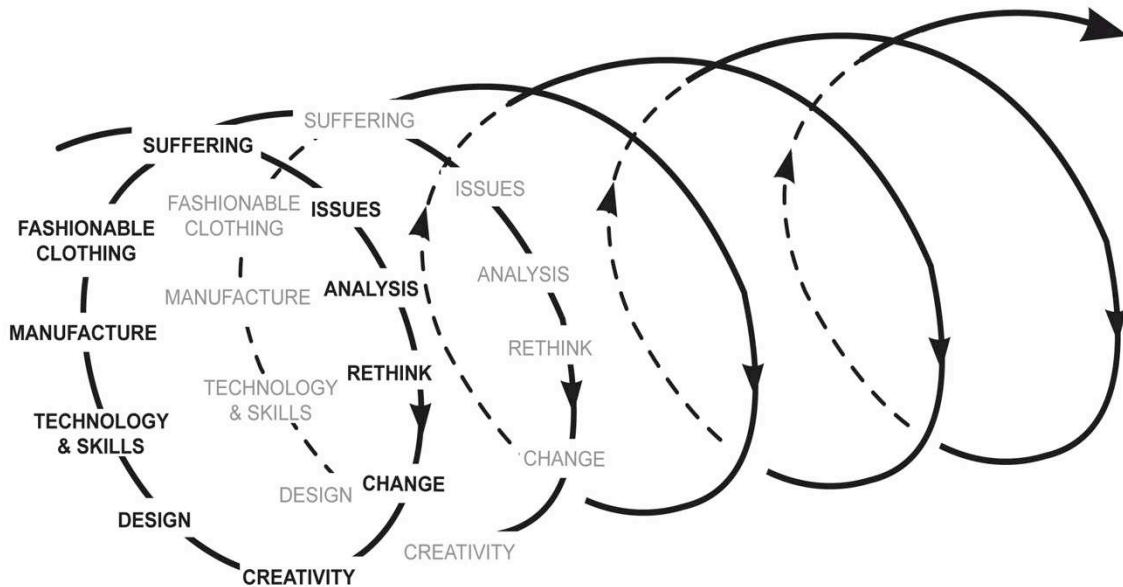 SUFFERING
ISSUES
ANALYSIS
RETHINK
CHANGE
CREATIVITY
DESIGN
TECHNOLOGY
& SKILLS
MANUFACTURE
FASHIONABLE
CLOTHING
SUFFERING
ISSUES
ANALYSIS
RETHINK
CHANGE
CREATIVITY
DESIGN
TECHNOLOGY
& SKILLS
MANUFACTURE
FASHIONABLE
CLOTHING